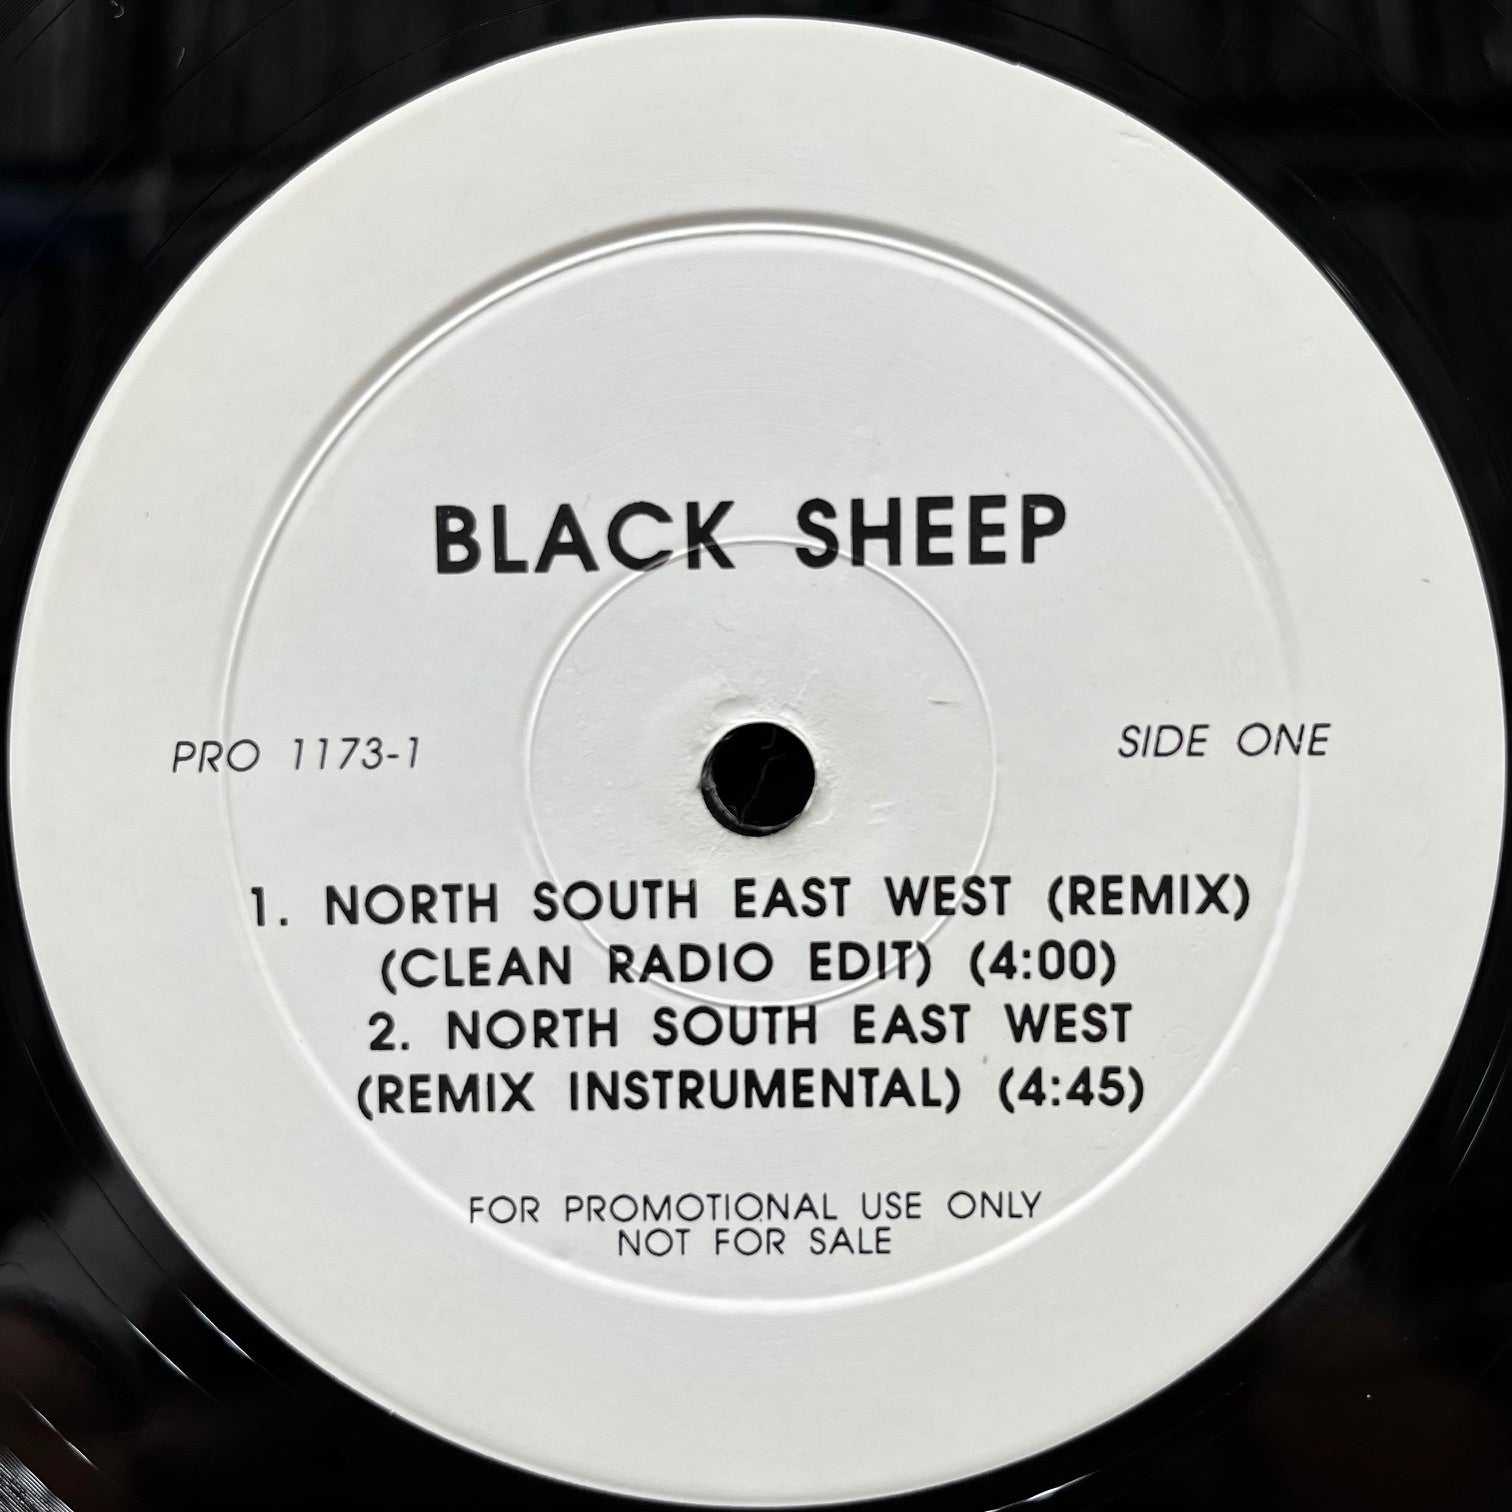 BLACK SHEEP
PRO 1173-1
SIDE ONE
1. NORTH SOUTH EAST WEST (REMIX)
(CLEAN RADIO EDIT) (4:00)
2. NORTH SOUTH EAST WEST
(REMIX INSTRUMENTAL) (4:45)
FOR PROMOTIONAL USE ONLY
NOT FOR SALE